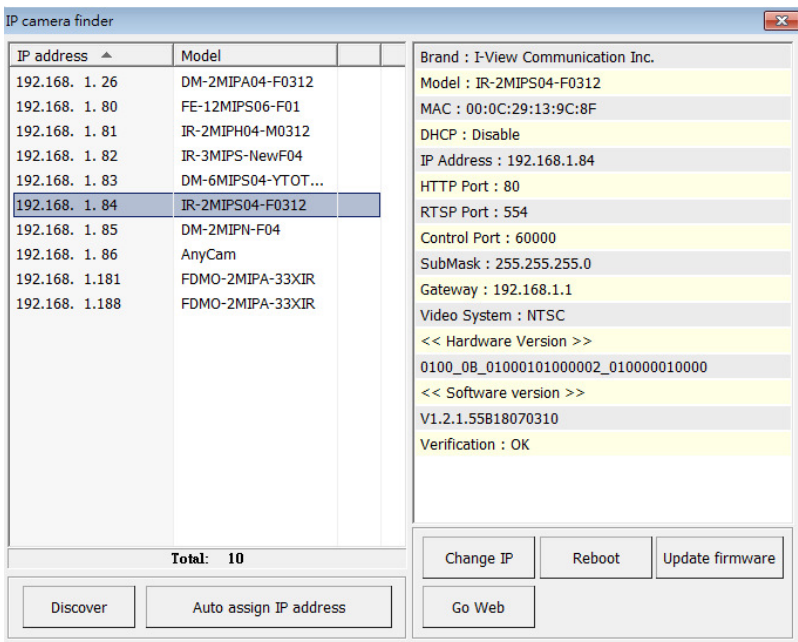 IP camera finder
IP address Model
192.168. 1. 26 DM-2MIPA04-F0312
192.168. 1. 80 FE-12MIPS06-F01
192.168. 1. 81 IR-2MIPH04-M0312
192.168. 1. 82 IR-3MIPS-NewF04
192.168. 1. 83 DM-6MIPS04-YTOT...
192.168. 1. 84 IR-2MIPS04-F0312
192.168. 1. 85 DM-2MIPN-F04
192.168. 1. 86 AnyCam
192.168. 1.181 FDMO-2MIPA-33XIR
192.168. 1.188 FDMO-2MIPA-33XIR
Total: 10
Discover Auto assign IP address
Brand : I-View Communication Inc.
Model : IR-2MIPS04-F0312
MAC : 00:0C:29:13:9C:8F
DHCP : Disable
IP Address : 192.168.1.84
HTTP Port : 80
RTSP Port : 554
Control Port : 60000
SubMask : 255.255.255.0
Gateway : 192.168.1.1
Video System : NTSC
<< Hardware Version >>
0100_0B_01000101000002_010000010000
<< Software version >>
V1.2.1.55B18070310
Verification : OK
Change IP Reboot Update firmware
Go Web